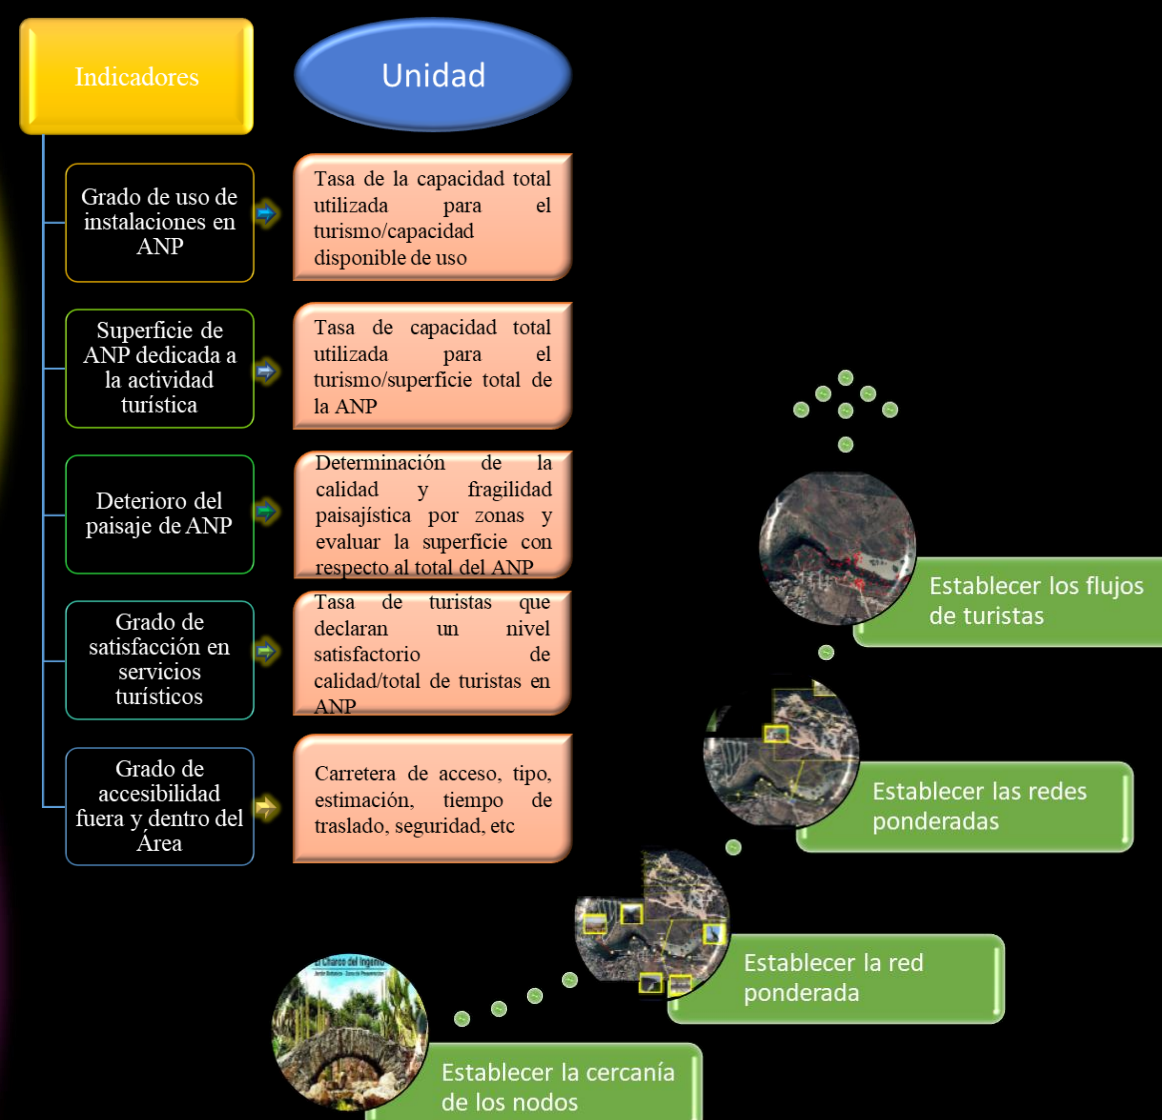 Indicadores
Unidad
Grado de uso de
instalaciones en
ANP
Tasa de la capacidad total
utilizada para el
turismo/capacidad
disponible de uso
Superficie de
ANP dedicada a
la actividad
turística
Tasa de capacidad total
utilizada para el
turismo/superficie total de
la ANP
Deterioro del
paisaje de ANP
Determinación de la
calidad y fragilidad
paisajística por zonas y
evaluar la superficie con
respecto al total del ANP
Grado de
satisfacción en
servicios
turísticos
Tasa de turistas que
declaran un nivel
satisfactorio de
calidad/total de turistas en
ANP
Grado de
accesibilidad
fuera y dentro del
Área
Carretera de acceso, tipo,
estimación, tiempo de
traslado, seguridad, etc
Establecer los flujos
de turistas
Establecer las redes
ponderadas
Establecer la red
ponderada
El Charco del Ingenio
Establecer la cercanía
de los nodos